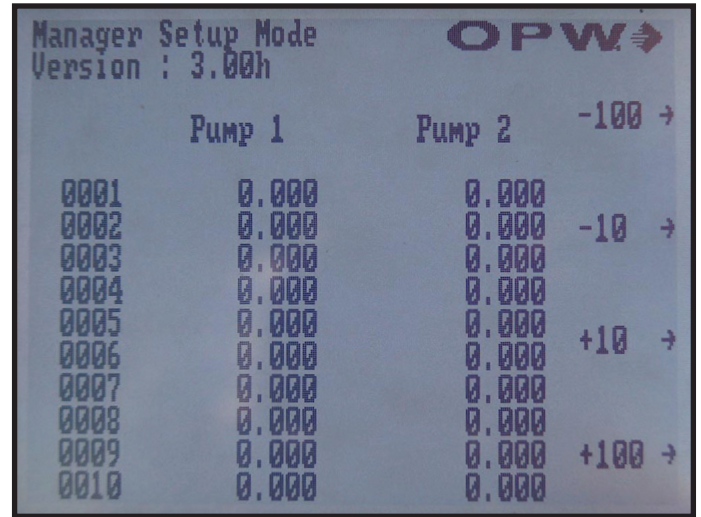 Manager Setup Mode
OPW
Version : 3.00h
Pump 1 Pump 2 -100 →
0001 0.000 0.000
0002 0.000 0.000 -10 →
0003 0.000 0.000
0004 0.000 0.000
0005 0.000 0.000
0006 0.000 0.000 +10 →
0007 0.000 0.000
0008 0.000 0.000
0009 0.000 0.000 +100 →
0010 0.000 0.000